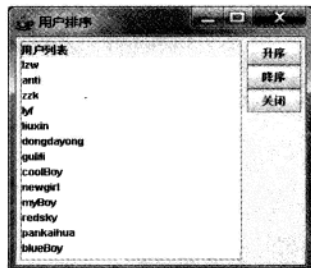 用户排序
用户列表
lzw
anti
zzk
lyf
liuxin
dongdayong
guilfi
coolBoy
newgirl
myBoy
redsky
pankaihua
blueBoy
升序
降序
关闭